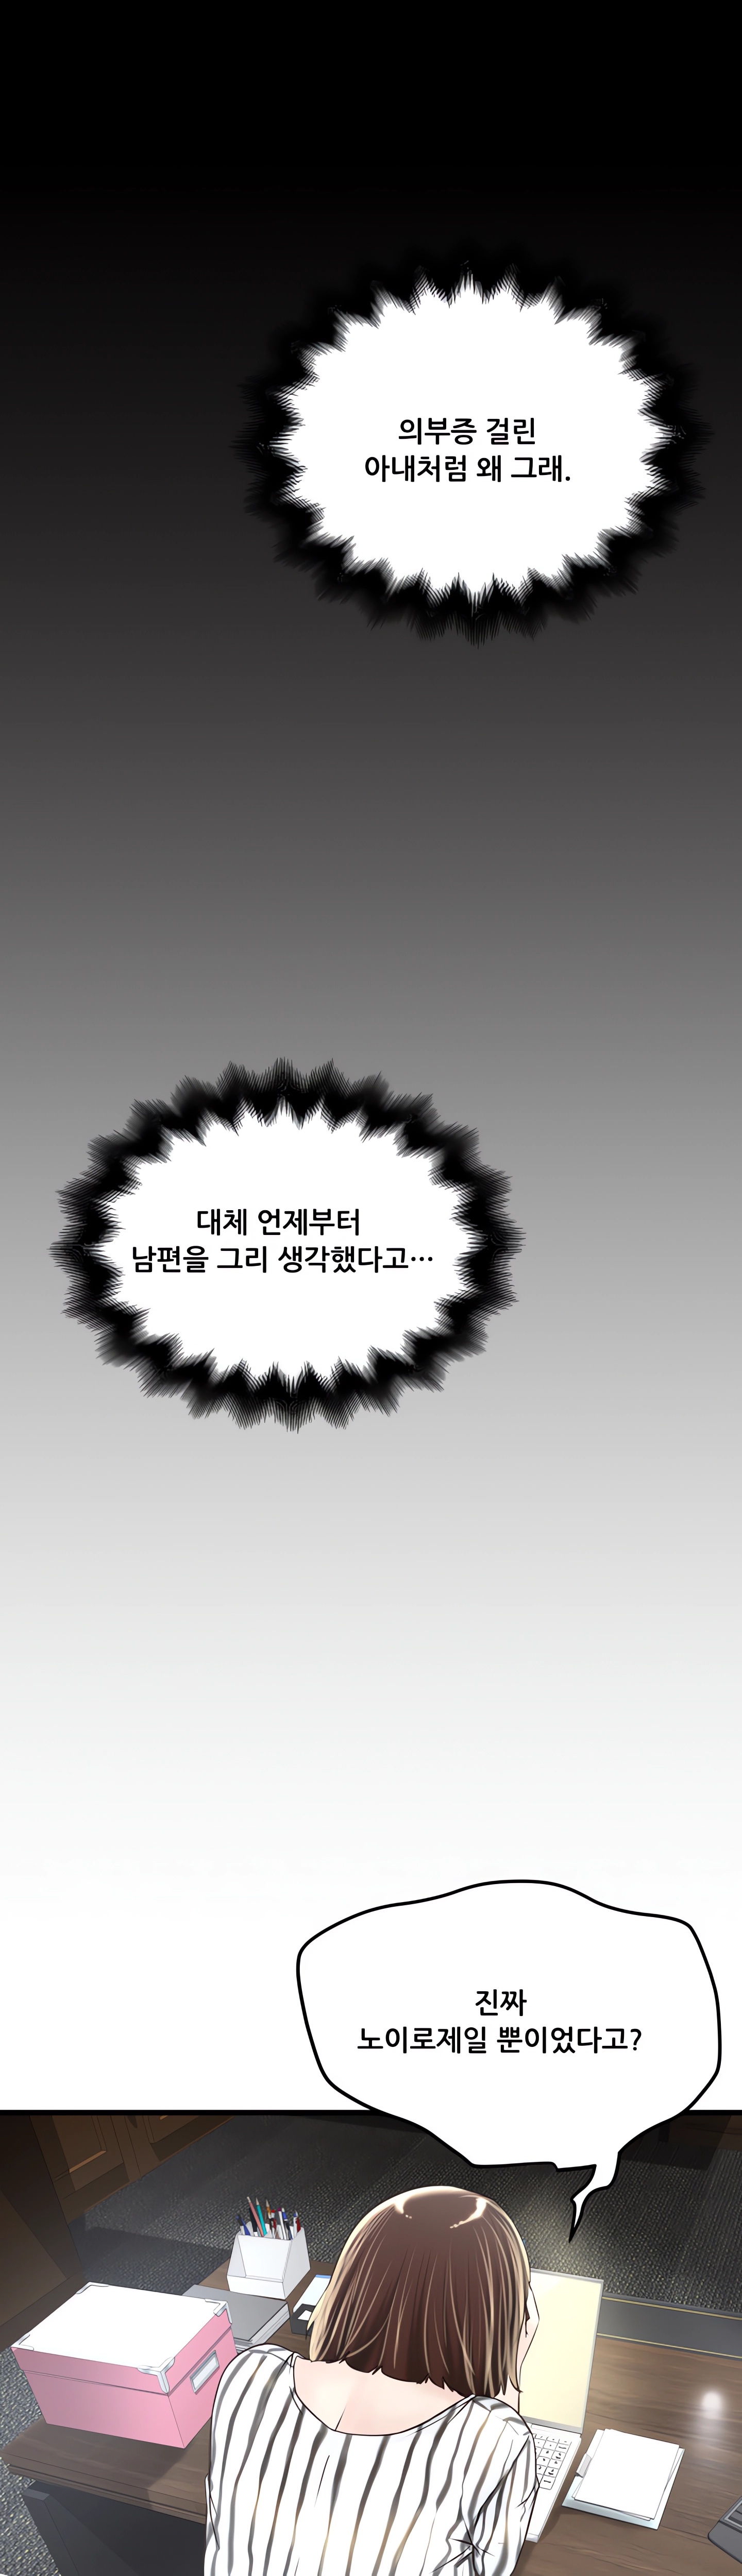 의부증 걸린
아내처럼 왜 그래.
대체 언제부터
남편을 그리 생각했다고…
진짜
노이로제일 뿐이었다고?